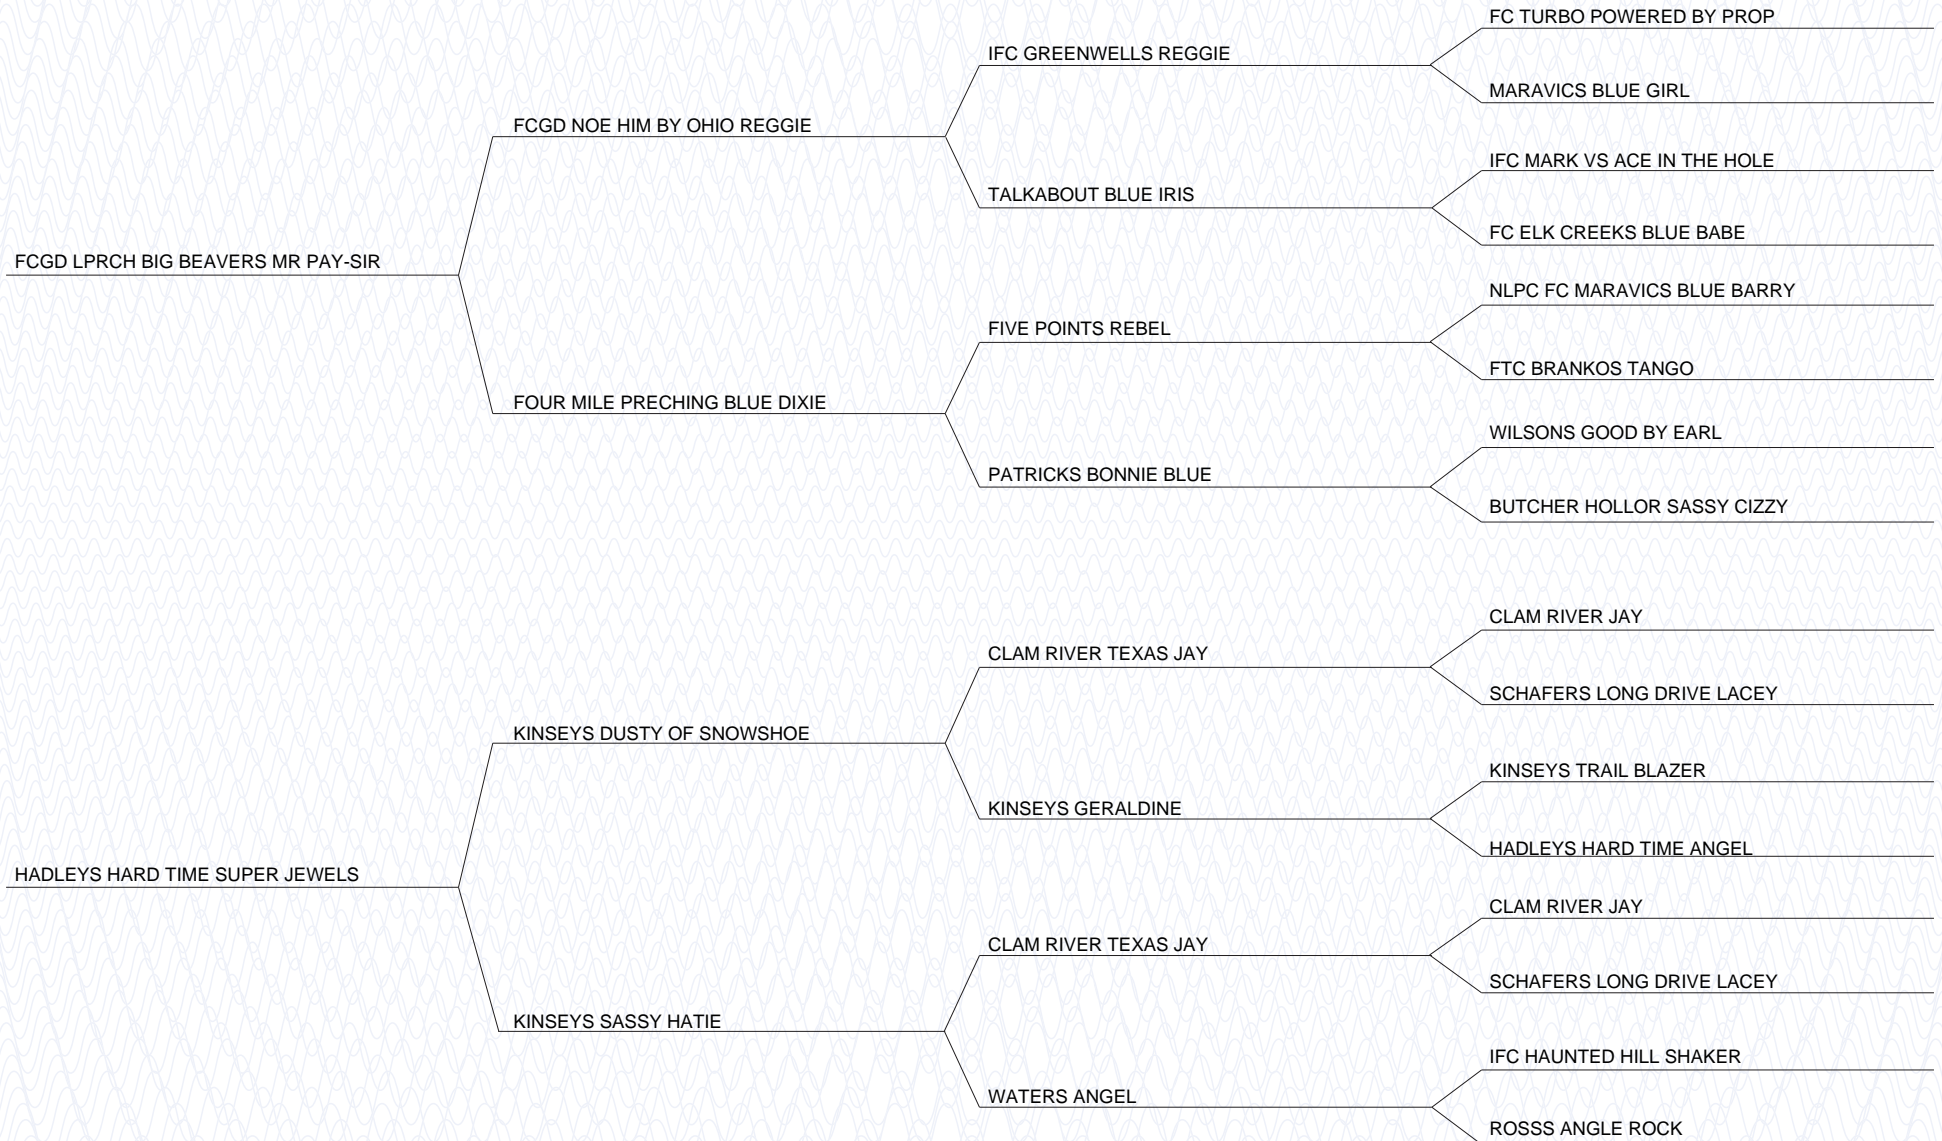 FC TURBO POWERED BY PROP
IFC GREENWELLS REGGIE
MARAVICS BLUE GIRL
FCGD NOE HIM BY OHIO REGGIE
IFC MARK VS ACE IN THE HOLE
TALKABOUT BLUE IRIS
FC ELK CREEKS BLUE BABE
FCGD LPRCH BIG BEAVERS MR PAY-SIR
NLPC FC MARAVICS BLUE BARRY
FIVE POINTS REBEL
FTC BRANKOS TANGO
FOUR MILE PRECHING BLUE DIXIE
WILSONS GOOD BY EARL
PATRICKS BONNIE BLUE
BUTCHER HOLLOR SASSY CIZZY
CLAM RIVER JAY
CLAM RIVER TEXAS JAY
SCHAFERS LONG DRIVE LACEY
KINSEYS DUSTY OF SNOWSHOE
KINSEYS TRAIL BLAZER
KINSEYS GERALDINE
HADLEYS HARD TIME ANGEL
HADLEYS HARD TIME SUPER JEWELS
CLAM RIVER JAY
CLAM RIVER TEXAS JAY
SCHAFERS LONG DRIVE LACEY
KINSEYS SASSY HATIE
IFC HAUNTED HILL SHAKER
WATERS ANGEL
ROSSS ANGLE ROCK